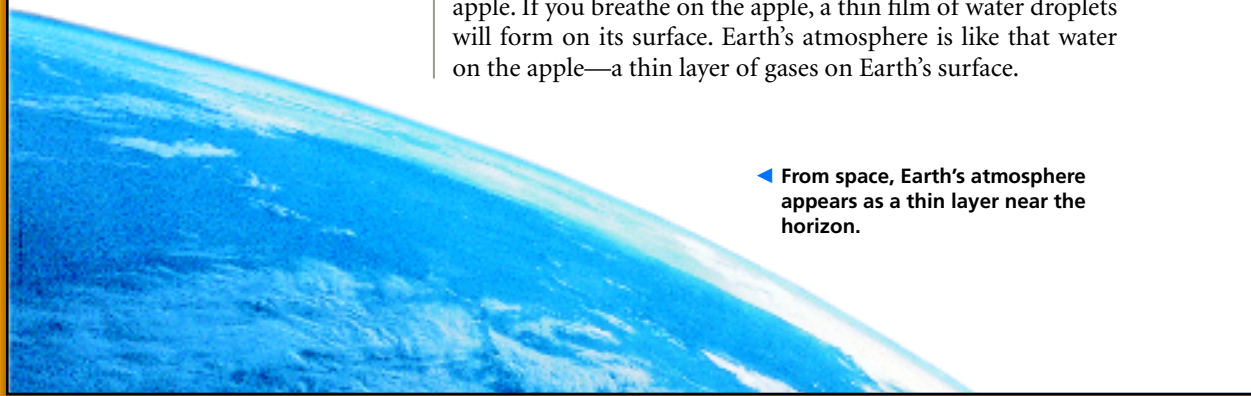 apple. If you breathe on the apple, a thin film of water droplets
will form on its surface. Earth's atmosphere is like that water
on the apple—a thin layer of gases on Earth's surface.
From space, Earth's atmosphere
appears as a thin layer near the
horizon.